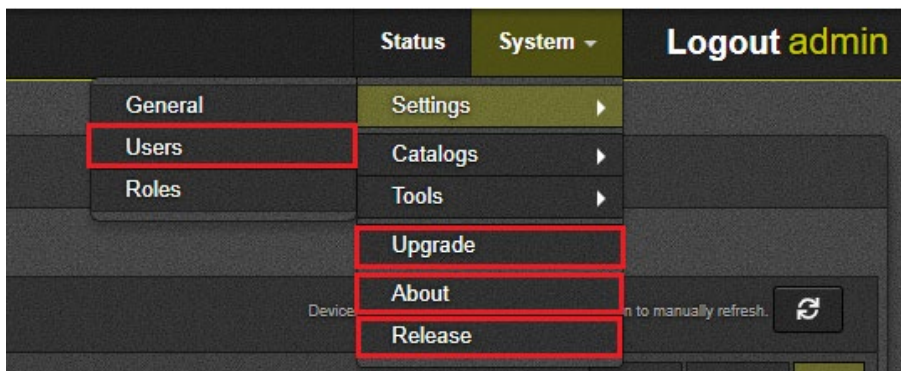 Status System Logout admin
General Settings
Users Catalogs
Roles Tools
Upgrade
About
Device n to manually refresh.
Release